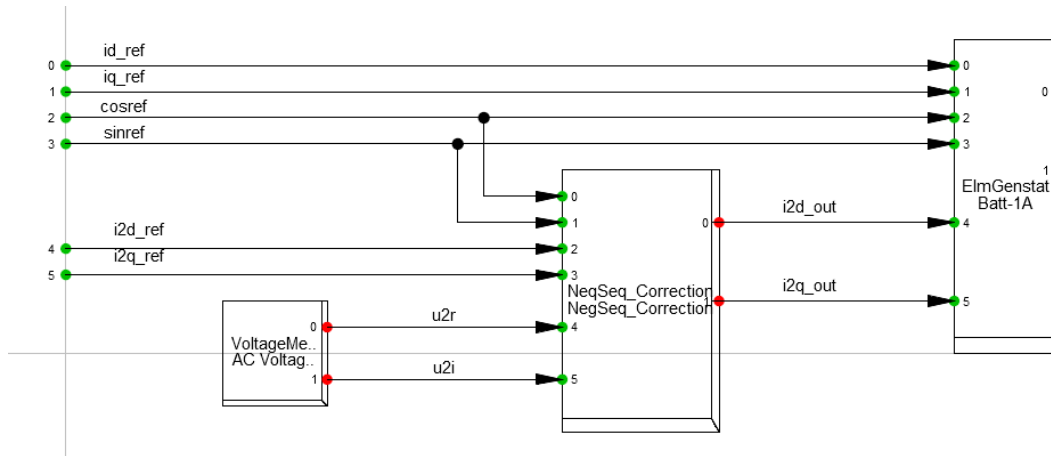 id_ref
0
iq_ref
1
cosref
2
sinref
3
i2d_ref
4
i2q_ref
5
VoltageMe..
AC Voltag..
0
1
u2r
u2i
0
1
2
3
4
5
NeqSeq_Correction
NegSeq_Correction
0
1
i2d_out
i2q_out
0
1
2
3
4
5
0
1
ElmGenstat
Batt-1A